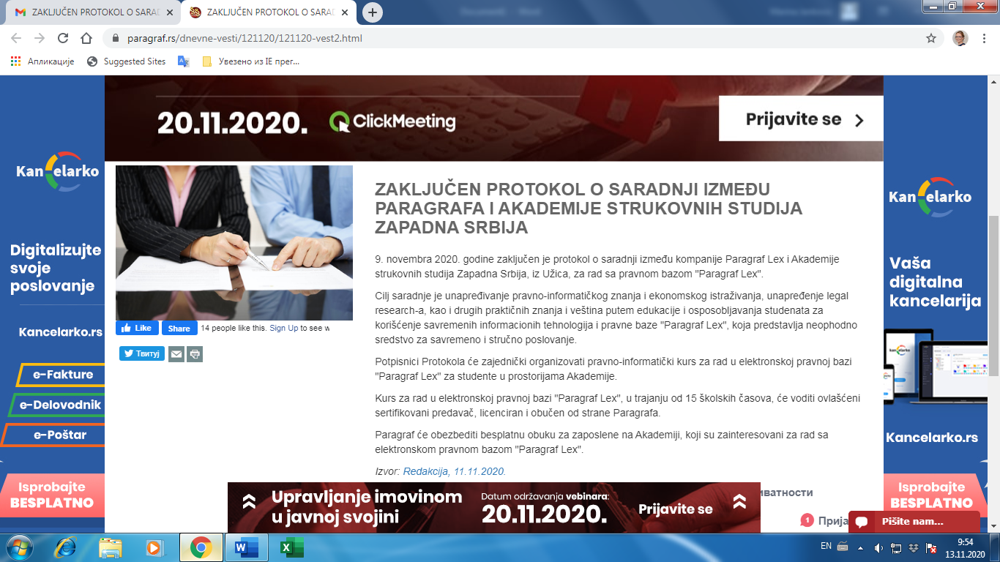 ZAKLJUČEN PROTOKOL O SARAD
ZAKLJUČEN PROTOKOL O SARAD
paragraf.rs/dnevne-vesti/121120/121120-vest2.html
Апликације
Suggested Sites
Увезено из IE прег...
20.11.2020. ClickMeeting
Prijavite se
Kancelarko
Digitalizujte
svoje
poslovanje
Kancelarko.rs
e-Fakture
e-Delovodnik
e-Poštar
Isprobajte
BESPLATNO
Like
Share
14 people like this. Sign Up to see w
Твитуј
ZAKLJUČEN PROTOKOL O SARADNJI IZMEĐU
PARAGRAFA I AKADEMIJE STRUKOVNIH STUDIJA
ZAPADNA SRBIJA
9. novembra 2020. godine zaključen je protokol o saradnji između kompanije Paragraf Lex i Akademije
strukovnih studija Zapadna Srbija, iz Užica, za rad sa pravnom bazom "Paragraf Lex".
Cilj saradnje je unapređivanje pravno-informatičkog znanja i ekonomskog istraživanja, unapređenje legal
research-a, kao i drugih praktičnih znanja i veština putem edukacije i osposobljavanja studenata za
korišćenje savremenih informacionih tehnologija i pravne baze "Paragraf Lex", koja predstavlja neophodno
sredstvo za savremeno i stručno poslovanje.
Potpisnici Protokola će zajednički organizovati pravno-informatički kurs za rad u elektronskoj pravnoj bazi
"Paragraf Lex" za studente u prostorijama Akademije.
Kurs za rad u elektronskoj pravnoj bazi "Paragraf Lex", u trajanju od 15 školskih časova, će voditi ovlašćeni
sertifikovani predavač, licenciran i obučen od strane Paragrafa.
Paragraf će obezbediti besplatnu obuku za zaposlene na Akademiji, koji su zainteresovani za rad sa
elektronskom pravnom bazom "Paragraf Lex".
Izvor: Redakcija, 11.11.2020.
Kancelarko
Vaša
digitalna
kancelarija
Kancelarko.rs
Isprobajte
BESPLATNO
Upravljanje imovinom
u javnoj svojini
Datum održavanja vebinara:
20.11.2020.
Prijavite se
иватности
1
Прија
Pišite nam...
EN
9:54
13.11.2020